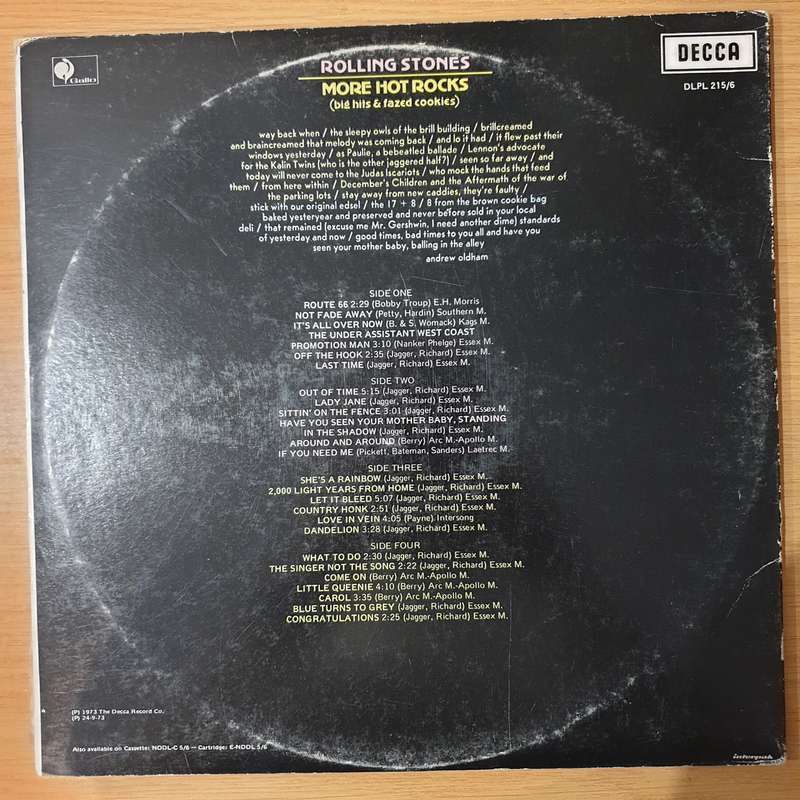 Gallo
DECCA
DLPL 215/6
ROLLING STONES
MORE HOT ROCKS
(big hits & fazed cookies)
way back when / the sleepy owls of the brill building / brillcreamed
and braincreamed that melody was coming back / and lo it had / it flew past their
windows yesterday / as Paulie, a bebeatled ballade / Lennon's advocate
for the Kalin Twins (who is the other jaggered half?) / seen so far away / and
today will never come to the Judas Iscariots / who mock the hands that feed
them / from here within / December's Children and the Aftermath of the war of
the parking lots / stay away from new caddies, they're faulty /
stick with our original edsel / the 17 + 8 / 8 from the brown cookie bag
baked yesteryear and preserved and never before sold in your local
deli / that remained (excuse me Mr. Gershwin, I need another dime) standards
of yesterday and now / good times, bad times to you all and have you
seen your mother baby, balling in the alley
andrew oldham
SIDE ONE
ROUTE 66 2:29 (Bobby Troup) E.H. Morris
NOT FADE AWAY (Petty, Hardin) Southern M.
IT'S ALL OVER NOW (B. & S. Womack) Kags M.
THE UNDER ASSISTANT WEST COAST
PROMOTION MAN 3:10 (Nanker Phelge) Essex M.
OFF THE HOOK 2:35 (Jagger, Richard) Essex M.
LAST TIME (Jagger, Richard) Essex M.
SIDE TWO
OUT OF TIME 5:15 (Jagger, Richard) Essex M.
LADY JANE (Jagger, Richard) Essex M.
SITTIN' ON THE FENCE 3:01 (Jagger, Richard) Essex M.
HAVE YOU SEEN YOUR MOTHER BABY, STANDING
IN THE SHADOW (Jagger, Richard) Essex M.
AROUND AND AROUND (Berry) Arc M.-Apollo M.
IF YOU NEED ME (Pickett, Bateman, Sanders) Laetrec M.
SIDE THREE
SHE'S A RAINBOW (Jagger, Richard) Essex M.
2,000 LIGHT YEARS FROM HOME (Jagger, Richard) Essex M.
LET IT BLEED 5:07 (Jagger, Richard) Essex M.
COUNTRY HONK 2:51 (Jagger, Richard) Essex M.
LOVE IN VEIN 4:05 (Payne) Intersong
DANDELION 3:28 (Jagger, Richard) Essex M.
SIDE FOUR
WHAT TO DO 2:30 (Jagger, Richard) Essex M.
THE SINGER NOT THE SONG 2:22 (Jagger, Richard) Essex M.
COME ON (Berry) Arc M.-Apollo M.
LITTLE QUEENIE 4:10 (Berry) Arc M.-Apollo M.
CAROL 3:35 (Berry) Arc M.-Apollo M.
BLUE TURNS TO GREY (Jagger, Richard) Essex M.
CONGRATULATIONS 2:25 (Jagger, Richard) Essex M.
(P) 1973 The Decca Record Co.
(P) 24-9-73
Also available on Cassette: NDDL-C 5/6 — Cartridge: E-NDDL 5/6